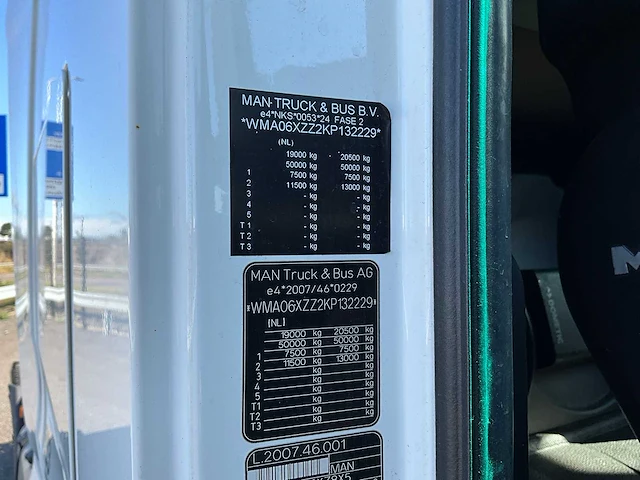 MAN-TRUCK & BUS B.V.
e4*NKS*0053*24 FASE 2
*WMA06XZZ2KP132229*
(NL)
19000 kg 20500 kg
50000 kg 50000 kg
1 7500 kg 7500 kg
2 11500 kg 13000 kg
3 - kg - kg
4 - kg - kg
5 - kg - kg
T1 - kg - kg
T2 - kg - kg
T3 - kg - kg
MAN Truck & Bus AG
e4*2007/46*0229
*WMA06XZZ2KP132229*
(NL)
19000 kg 20500 kg
50000 kg 50000 kg
1 7500 kg 7500 kg
2 11500 kg 13000 kg
3 kg kg
4 kg kg
5 kg kg
T1 kg kg
T2 kg kg
T3 kg kg
L.2007.46.001
MAN